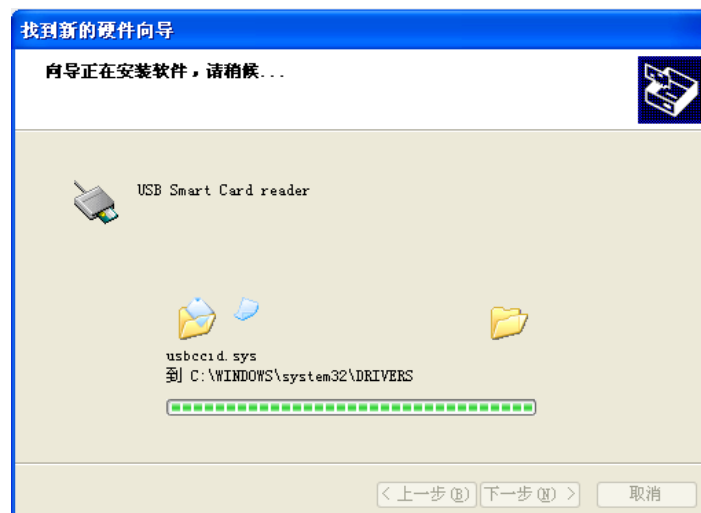 找到新的硬件向导
向导正在安装软件，请稍候...
USB Smart Card reader
usbccid.sys
到 C:\WINDOWS\system32\DRIVERS
< 上一步(B) 下一步(N) > 取消